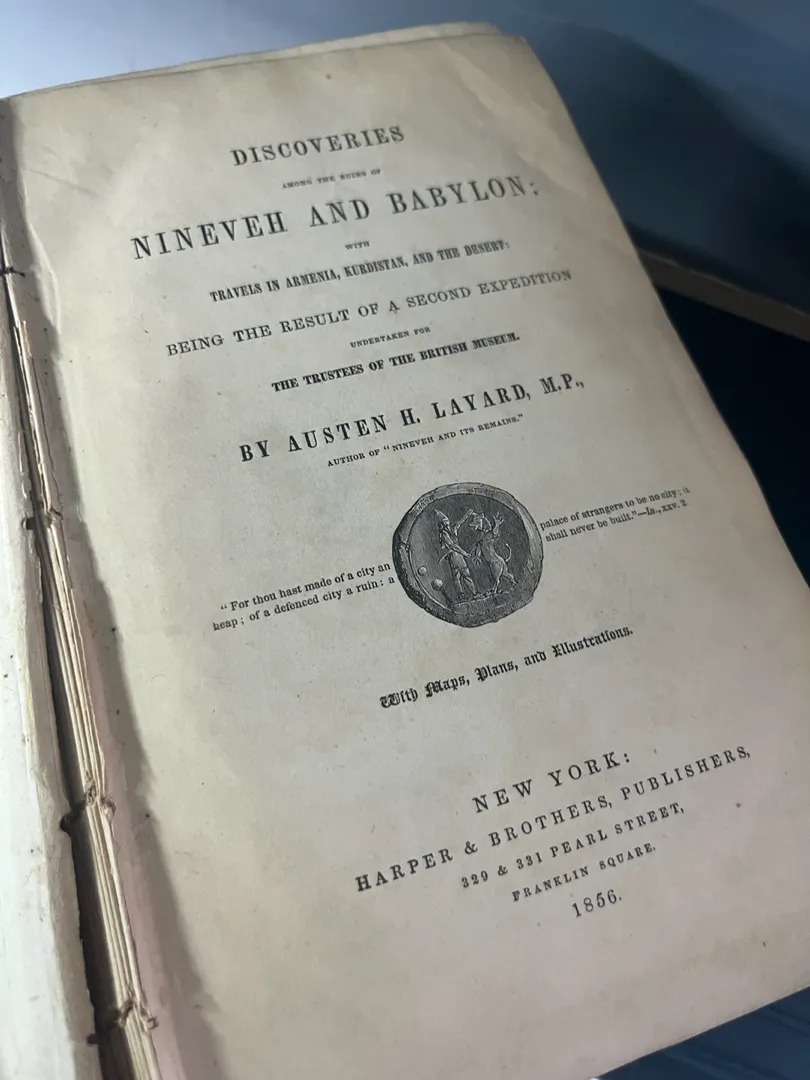 DISCOVERIES
AMONG THE RUINS OF
NINEVEH AND BABYLON;
WITH
TRAVELS IN ARMENIA, KURDISTAN, AND THE DESERT:
BEING THE RESULT OF A SECOND EXPEDITION
UNDERTAKEN FOR
THE TRUSTEES OF THE BRITISH MUSEUM.
BY AUSTEN H. LAYARD, M.P.,
AUTHOR OF “NINEVEH AND ITS REMAINS.”
“For thou hast made of a city an
heap; of a defenced city a ruin: a
palace of strangers to be no city; it
shall never be built.”—Is., xxv. 2.
With Maps, Plans, and Illustrations.
NEW YORK:
HARPER & BROTHERS, PUBLISHERS,
329 & 331 PEARL STREET,
FRANKLIN SQUARE.
1856.